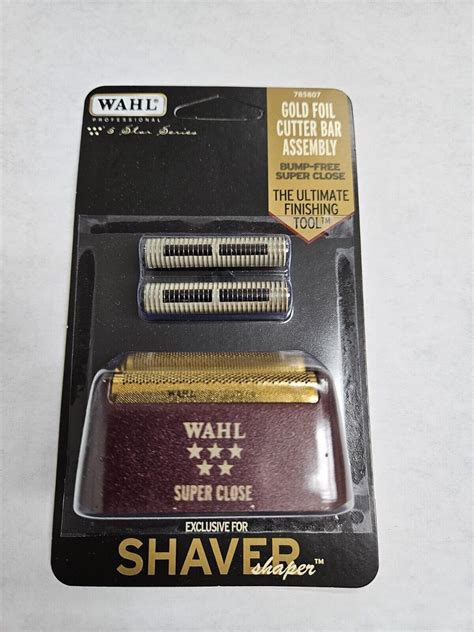 WAHL®
PROFESSIONAL
5 Star Series
785807
GOLD FOIL
CUTTER BAR
ASSEMBLY
BUMP-FREE
SUPER CLOSE
THE ULTIMATE
FINISHING
TOOL™
WAHL
WAHL
SUPER CLOSE
EXCLUSIVE FOR
SHAVER
shaper™